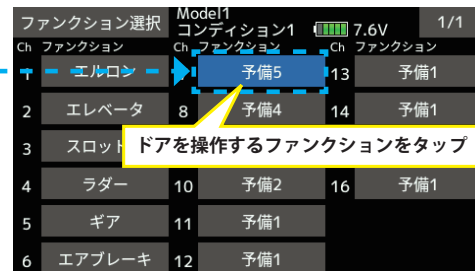 ファンクション選択 Model1 コンディション1 7.6V 1/1
Ch ファンクション Ch ファンクション Ch ファンクション
1 エルロン 予備5 13 予備1
2 エレベータ 8 予備4 14 予備1
3 スロット
ドアを操作するファンクションをタップ
4 ラダー 10 予備2 16 予備1
5 ギア 11 予備1
6 エアブレーキ 12 予備1